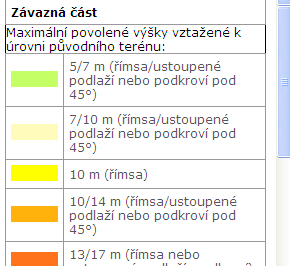 Závazná část
Maximální povolené výšky vztažené k
úrovni původního terénu:
5/7 m (římsa/ustoupené
podlaží nebo podkroví pod
45°)
7/10 m (římsa/ustoupené
podlaží nebo podkroví pod
45°)
10 m (římsa)
10/14 m (římsa/ustoupené
podlaží nebo podkroví pod
45°)
13/17 m (římsa nebo